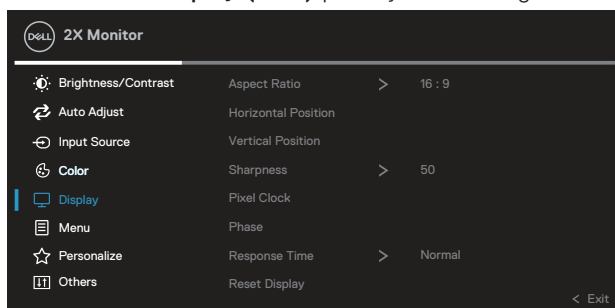 DELL 2X Monitor
Brightness/Contrast Aspect Ratio > 16 : 9
Auto Adjust Horizontal Position
Input Source Vertical Position
Color Sharpness > 50
Display Pixel Clock
Menu Phase
Personalize Response Time > Normal
Others Reset Display
< Exit